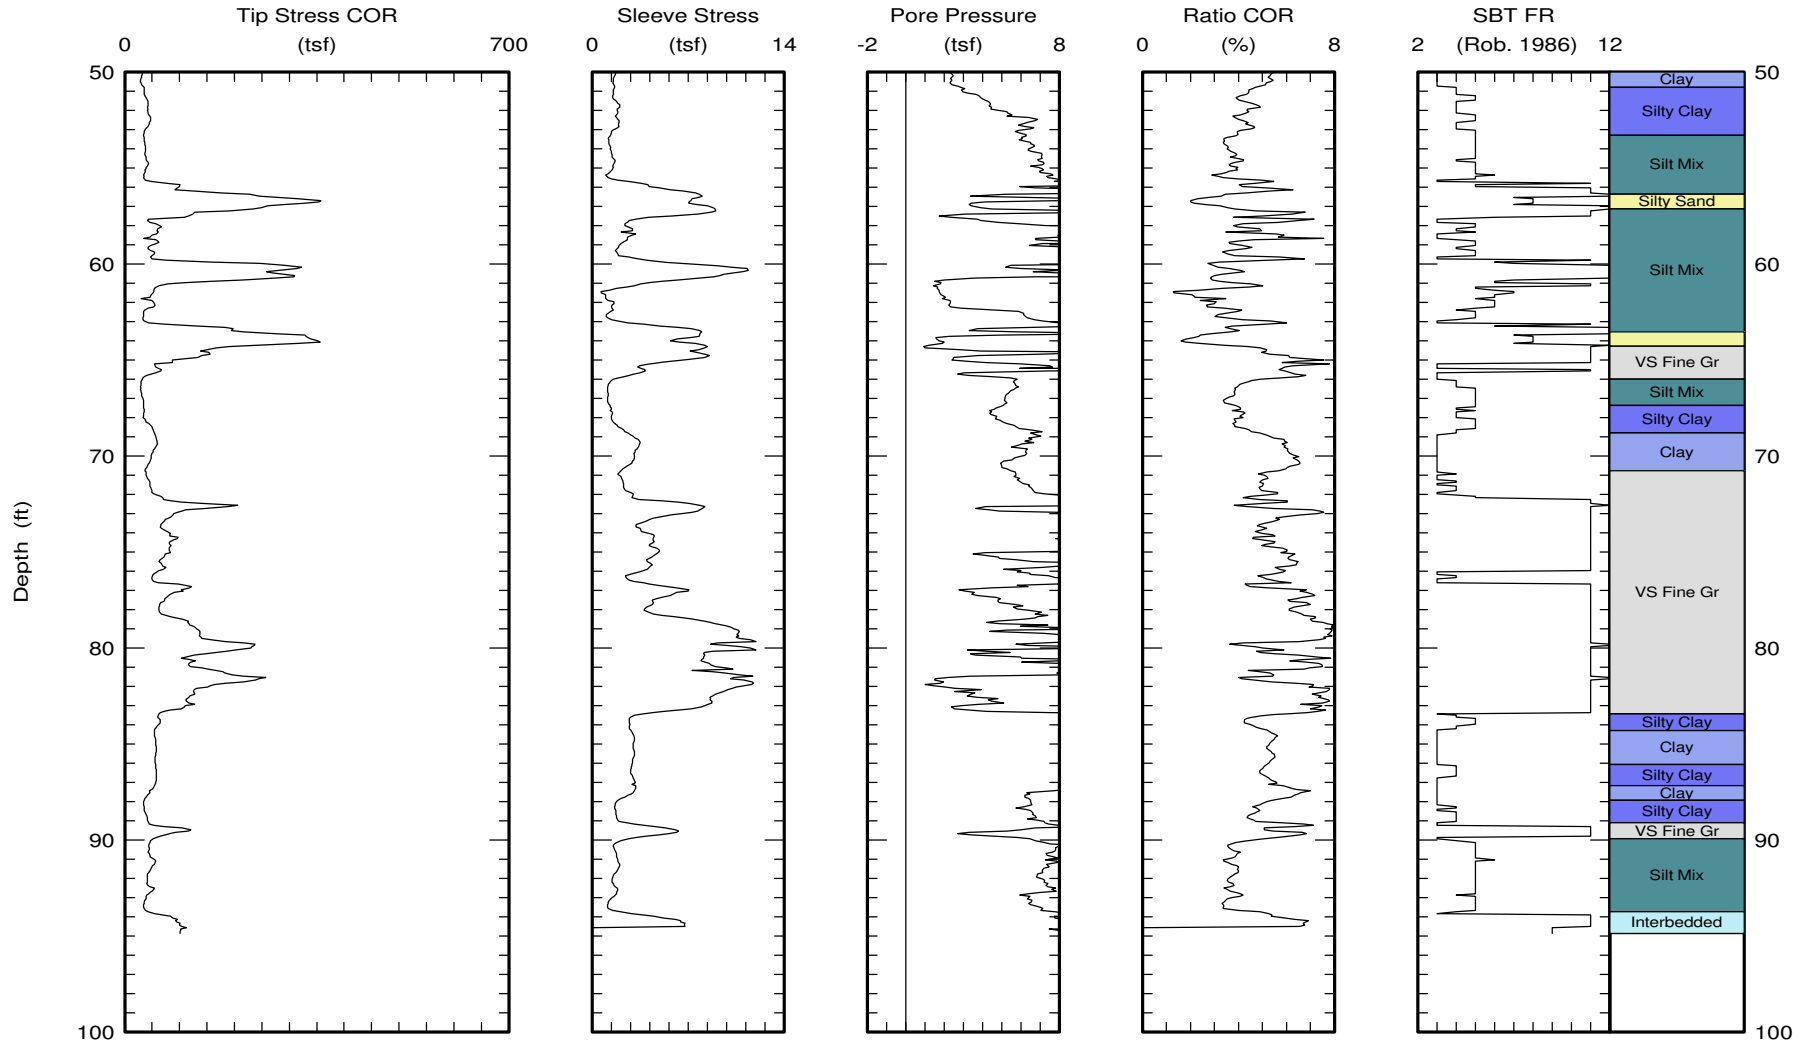 Tip Stress COR Sleeve Stress Pore Pressure Ratio COR SBT FR
0 (tsf) 700 0 (tsf) 14 -2 (tsf) 8 0 (%) 8 2 (Rob. 1986) 12
50 Clay 50
Silty Clay
Silt Mix
Silty Sand
60 Silt Mix 60
VS Fine Gr
Silt Mix
Silty Clay
70 Clay 70
Depth (ft)
VS Fine Gr
80 80
Silty Clay
Clay
Silty Clay
Clay
Silty Clay
VS Fine Gr
90 90
Silt Mix
Interbedded
100 100